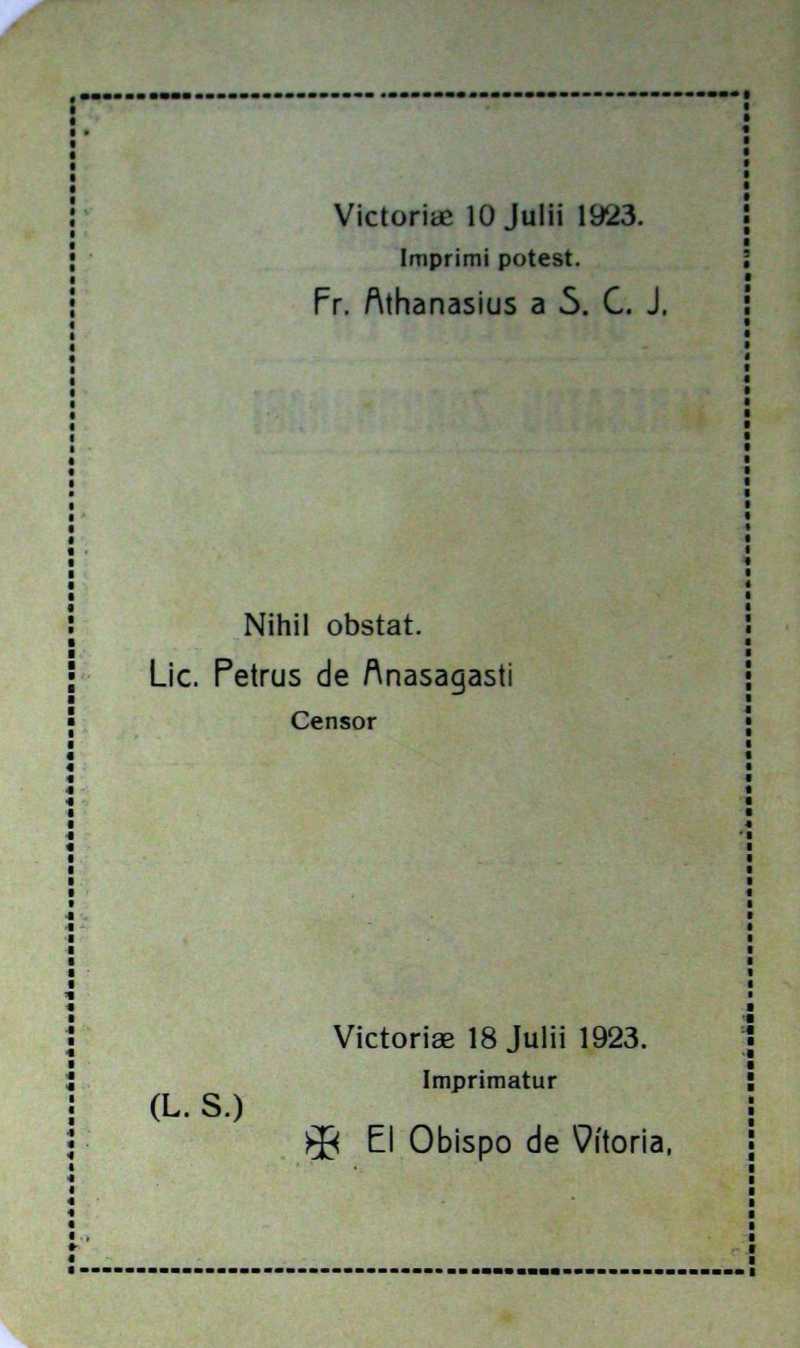 Victoriæ 10 Julii 1923.
Imprimi potest.
Fr. Athanasius a S. C. J.
Nihil obstat.
Lic. Petrus de Anasagasti
Censor
Victoriæ 18 Julii 1923.
Imprimatur
(L. S.)
✠ El Obispo de Vitoria,